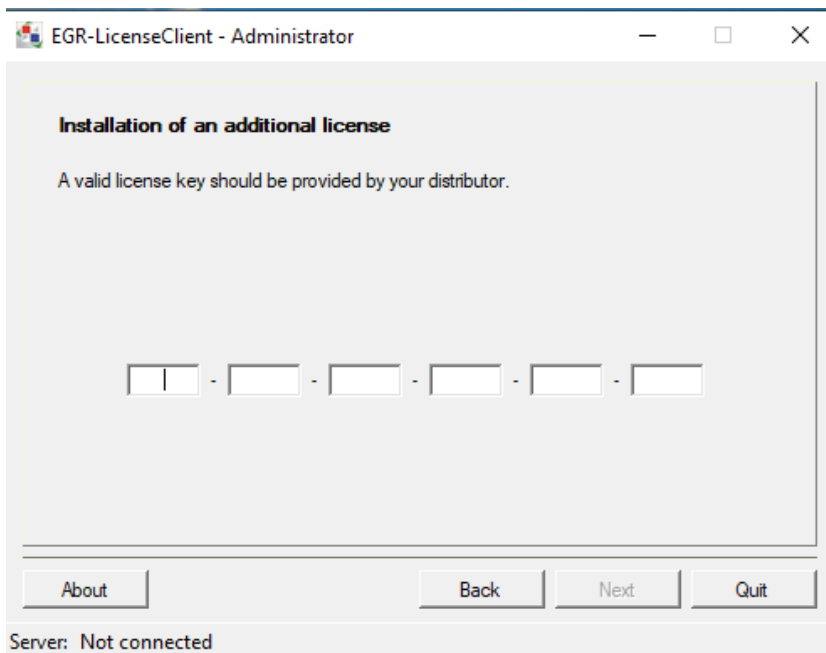 EGR-LicenseClient - Administrator
Installation of an additional license
A valid license key should be provided by your distributor.
- - - - -
About Back Next Quit
Server: Not connected